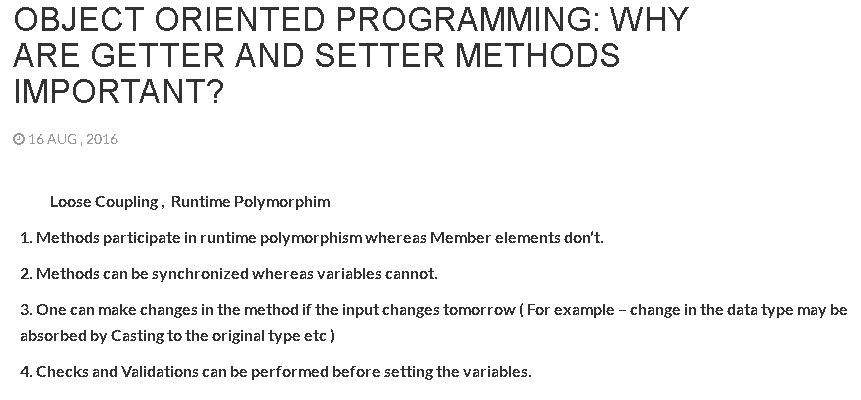 OBJECT ORIENTED PROGRAMMING: WHY
ARE GETTER AND SETTER METHODS
IMPORTANT?
16 AUG , 2016
Loose Coupling , Runtime Polymorphim
1. Methods participate in runtime polymorphism whereas Member elements don't.
2. Methods can be synchronized whereas variables cannot.
3. One can make changes in the method if the input changes tomorrow ( For example – change in the data type may be
absorbed by Casting to the original type etc )
4. Checks and Validations can be performed before setting the variables.